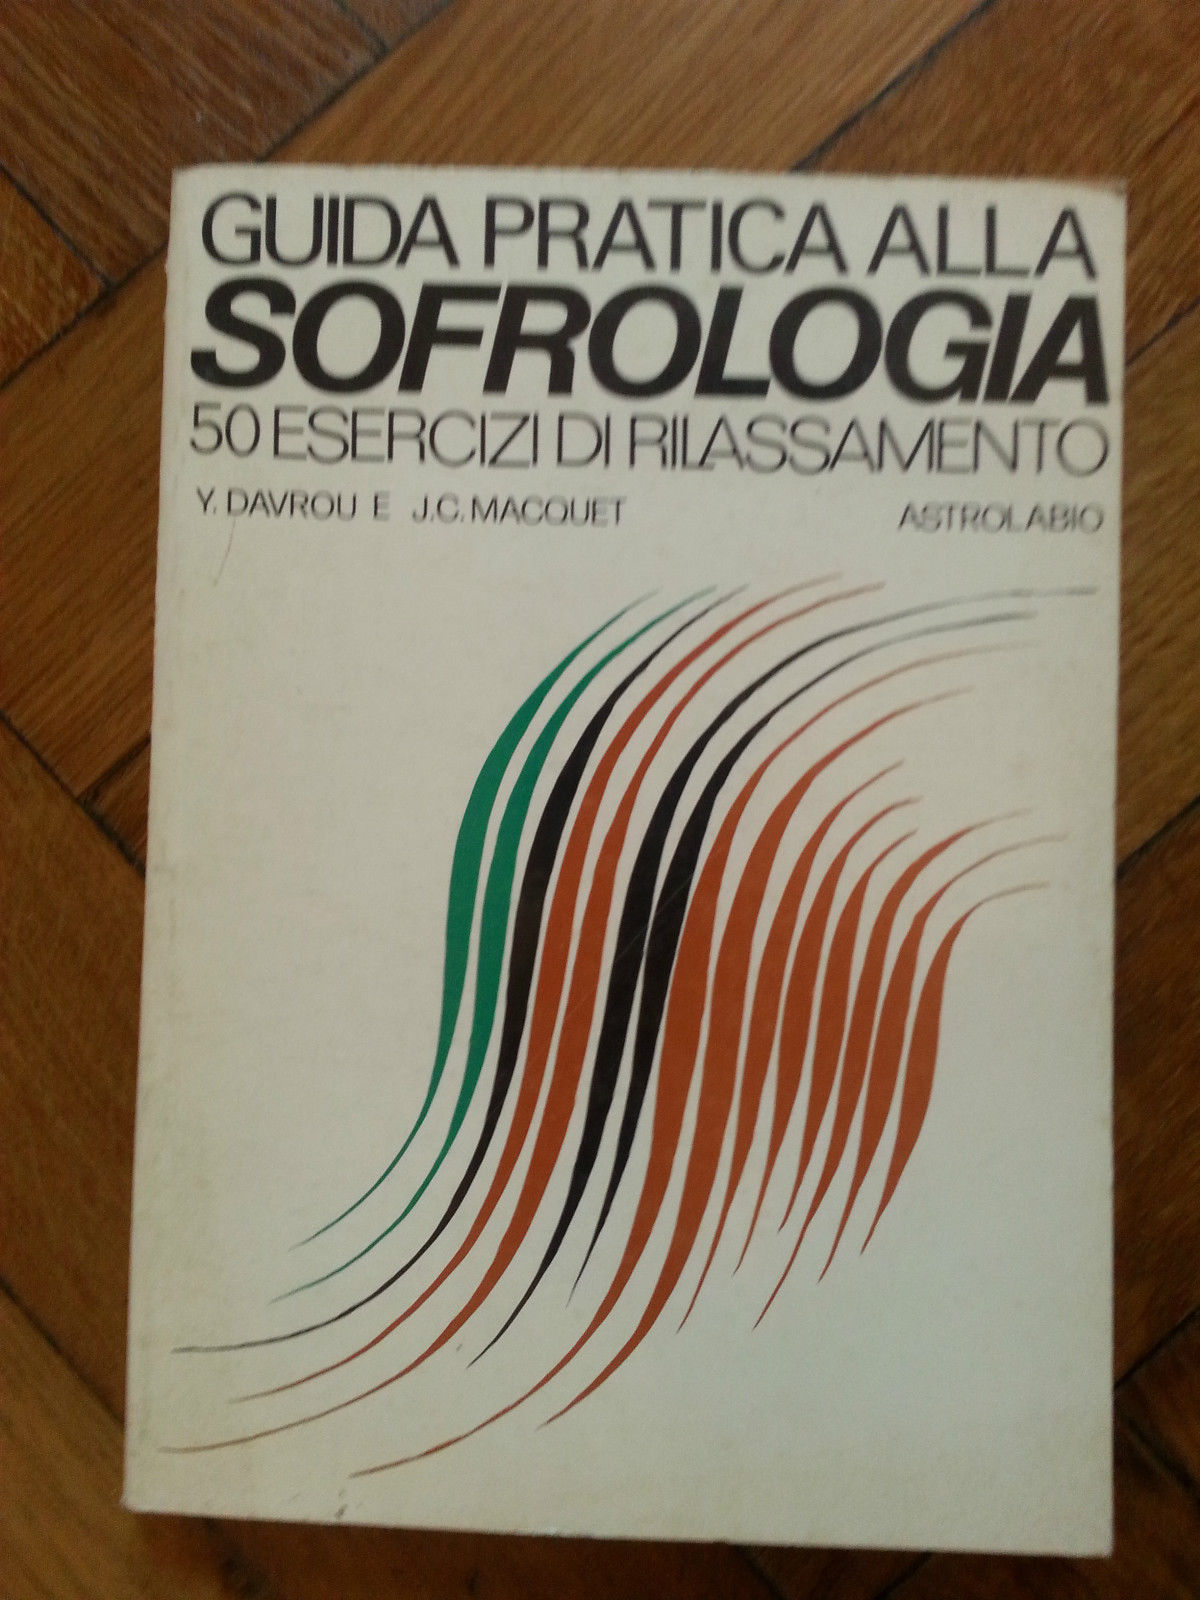 GUIDA PRATICA ALLA
SOFROLOGIA
50 ESERCIZI DI RILASSAMENTO
Y. DAVROU E J.C. MACQUET ASTROLABIO